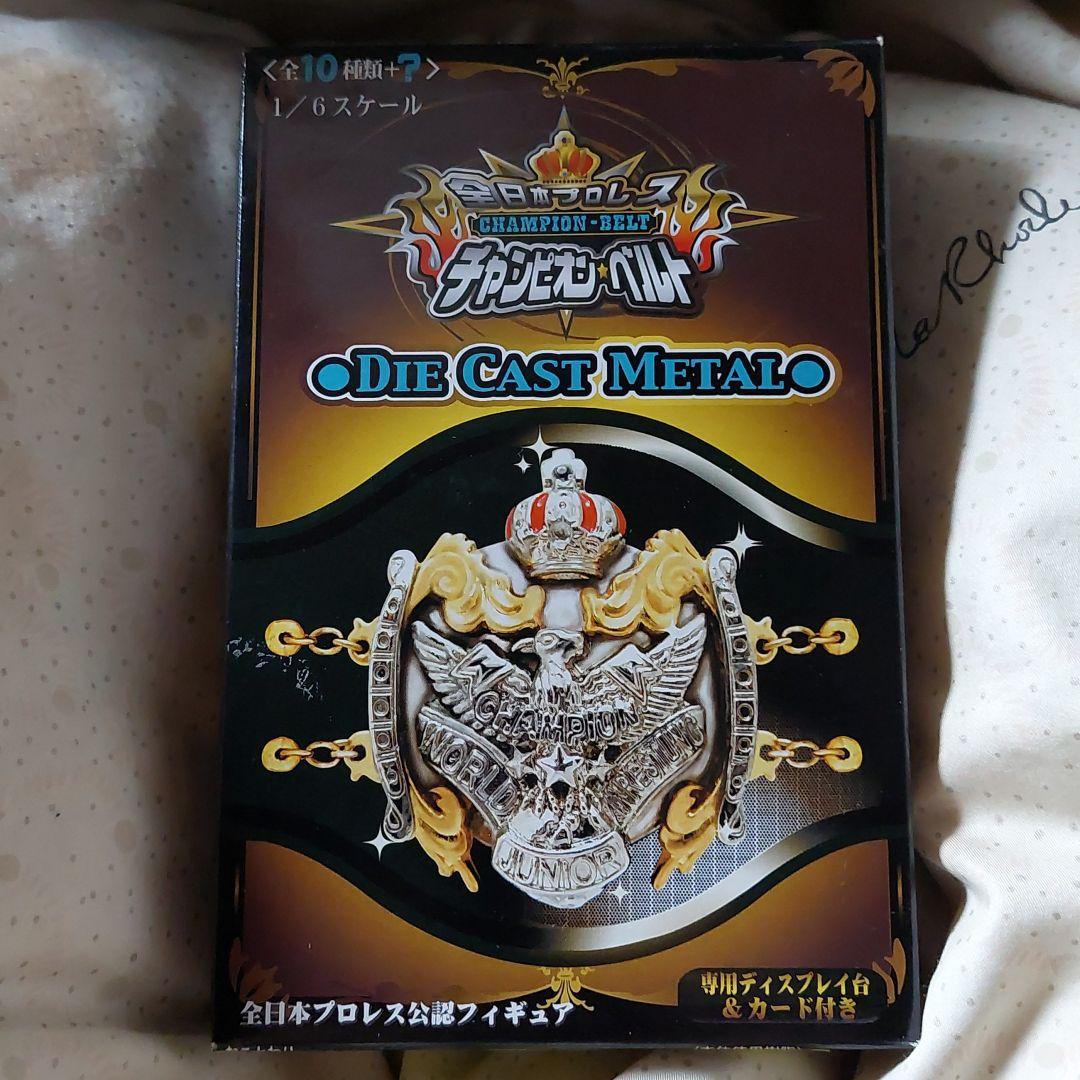 〈全10種類+?〉
1／6スケール
全日本プロレス
CHAMPION-BELT
チャンピオン★ベルト
●DIE CAST METAL●
CHAMPION
WORLD WRESTLING
JUNIOR
専用ディスプレイ台
&カード付き
全日本プロレス公認フィギュア